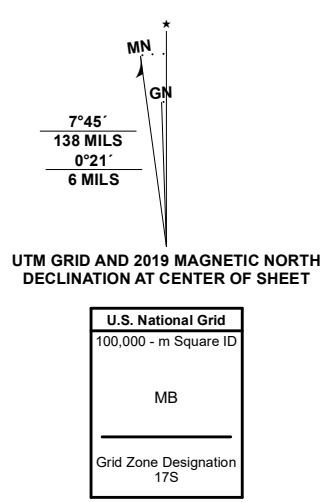 MN
GN
7°45´
138 MILS
0°21´
6 MILS
UTM GRID AND 2019 MAGNETIC NORTH
DECLINATION AT CENTER OF SHEET
U.S. National Grid
100,000 - m Square ID
MB
Grid Zone Designation
17S